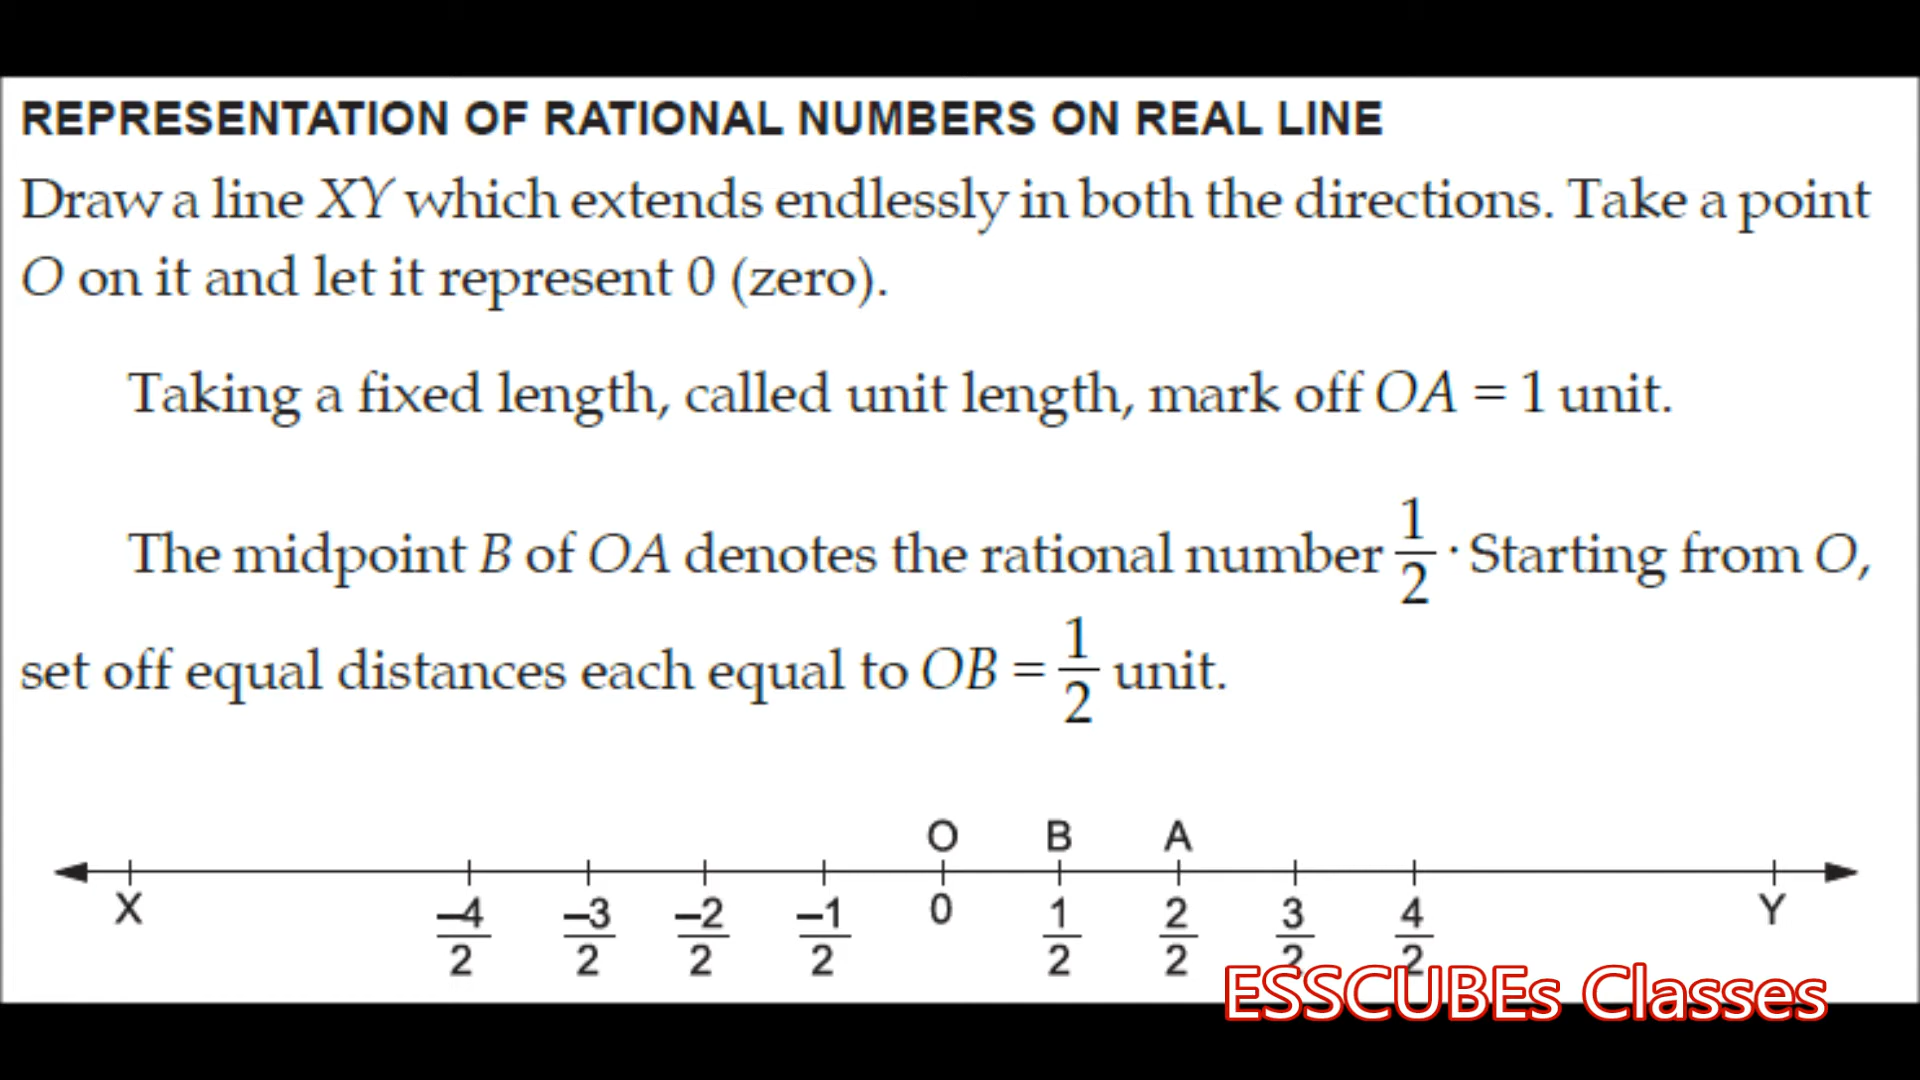 REPRESENTATION OF RATIONAL NUMBERS ON REAL LINE
Draw a line XY which extends endlessly in both the directions. Take a point
O on it and let it represent 0 (zero).
Taking a fixed length, called unit length, mark off OA = 1 unit.
The midpoint B of OA denotes the rational number 1/2 · Starting from O,
set off equal distances each equal to OB = 1/2 unit.
O B A
X –4/2 –3/2 –2/2 –1/2 0 1/2 2/2 3/2 4/2 Y
ESSCUBEs Classes